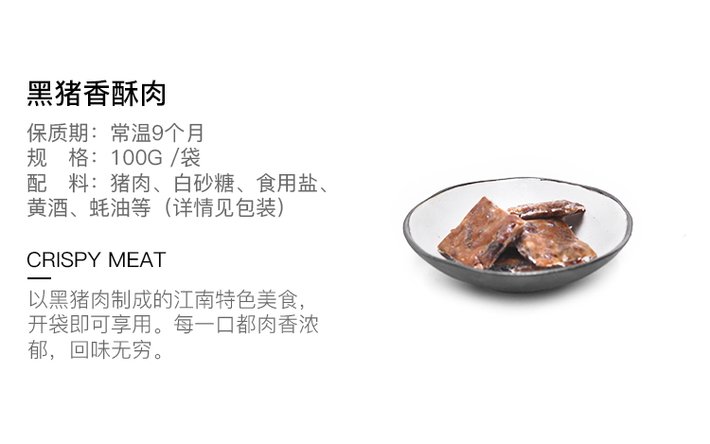 黑猪香酥肉
保质期：常温9个月
规　格：100G /袋
配　料：猪肉、白砂糖、食用盐、
黄酒、蚝油等（详情见包装）
CRISPY MEAT
以黑猪肉制成的江南特色美食，
开袋即可享用。每一口都肉香浓
郁，回味无穷。